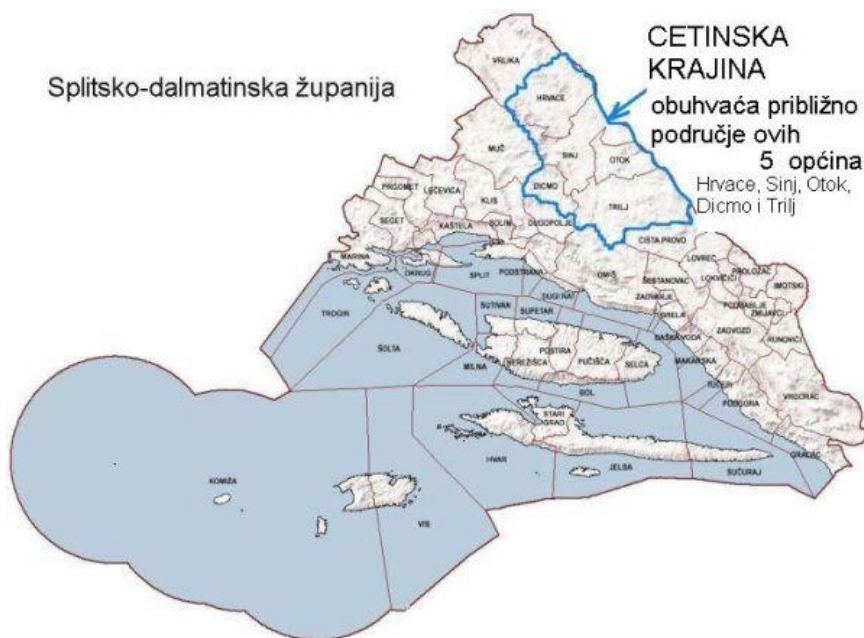 Splitsko-dalmatinska županija
CETINSKA
KRAJINA
obuhvaća približno
područje ovih
5 općina
Hrvace, Sinj, Otok,
Dicmo i Trilj
VRLIKA
HRVACE
MUĆ
SINJ
OTOK
DICMO
PRGOMET
LEĆEVICA
KLIS
TRILJ
SEGET
KAŠTELA
SOLIN
DUGOPOLJE
CISTA PROVO
MARINA
OKRUG
SPLIT
PODSTRANA
OMIŠ
ŠESTANOVAC
LOVREĆ
LOKVIČIĆI
PROLOŽAC
IMOTSKI
TROGIR
SUTIVAN
SUPETAR
DUGI RAT
ZADVARJE
BRELA
PODBABLJE
ZMIJAVCI
RUNOVIĆI
ZAGVOZD
ŠOLTA
MILNA
NEREŽIŠĆA
POSTIRA
PUČIŠĆA
SELCA
BAŠKA VODA
MAKARSKA
BOL
TUČEPI
PODGORA
VRGORAC
STARI
GRAD
GRADAC
HVAR
JELSA
SUĆURAJ
KOMIŽA
VIS